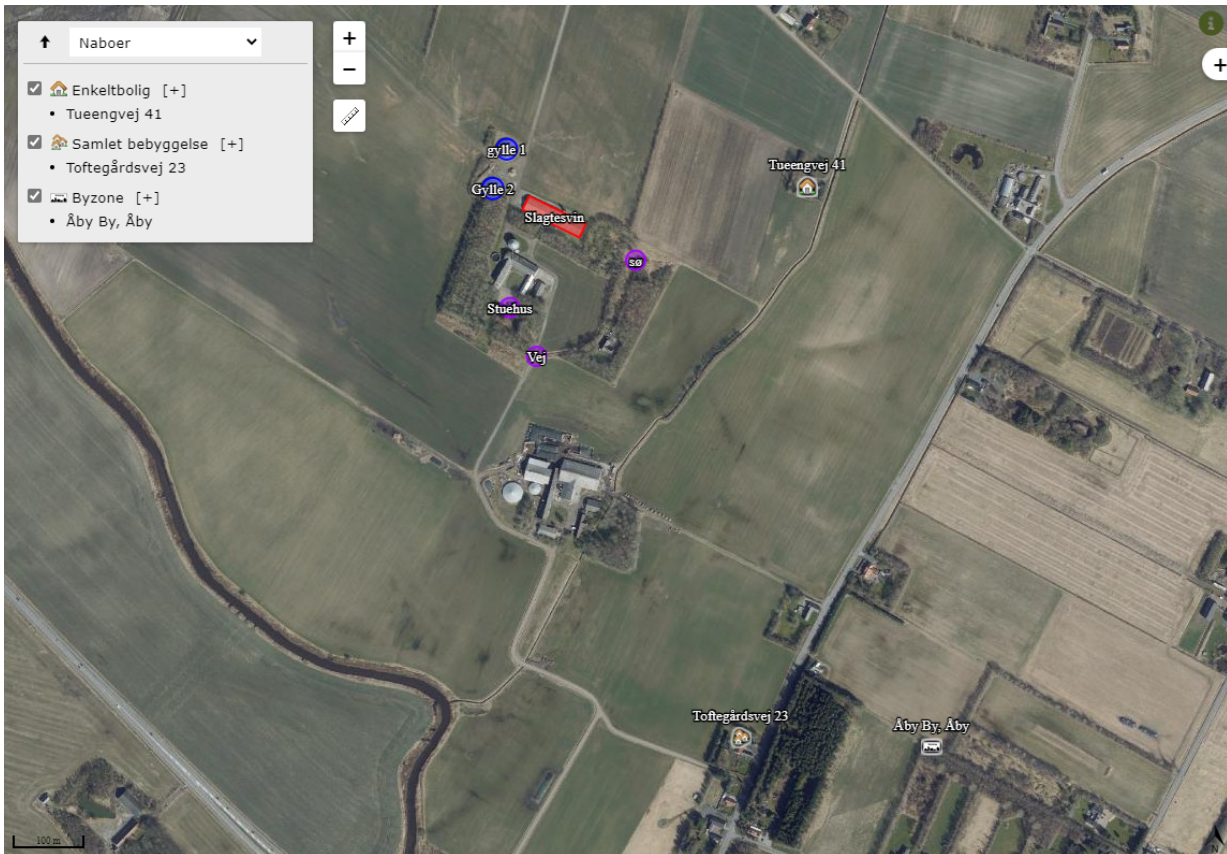 Naboer
Enkeltbolig [+]
• Tueengvej 41
Samlet bebyggelse [+]
• Toftegårdsvej 23
Byzone [+]
• Åby By, Åby
+
−
i
+
gylle 1
Tueengvej 41
Gylle 2
Slagtesvin
sø
Stuehus
Vej
Toftegårdsvej 23
Åby By, Åby
100 m
N